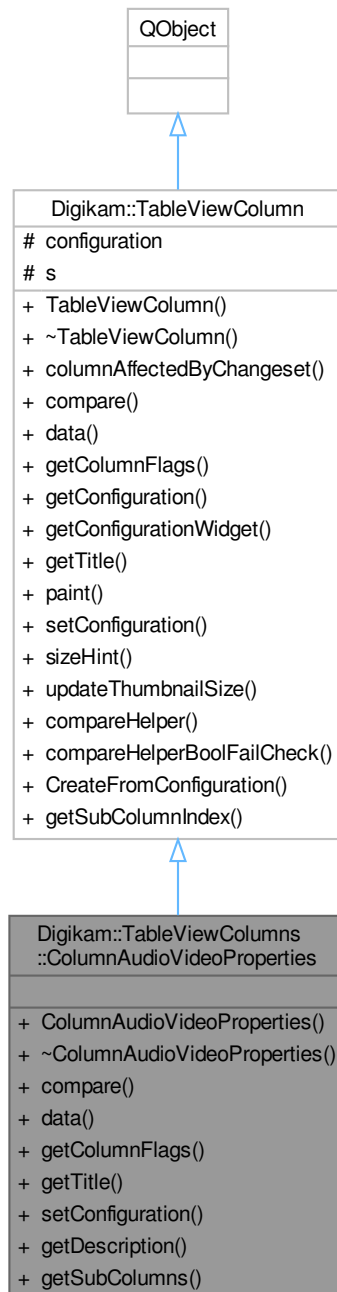 QObject
Digikam::TableViewColumn
# configuration
# s
+ TableViewColumn()
+ ~TableViewColumn()
+ columnAffectedByChangeset()
+ compare()
+ data()
+ getColumnFlags()
+ getConfiguration()
+ getConfigurationWidget()
+ getTitle()
+ paint()
+ setConfiguration()
+ sizeHint()
+ updateThumbnailSize()
+ compareHelper()
+ compareHelperBoolFailCheck()
+ CreateFromConfiguration()
+ getSubColumnIndex()
Digikam::TableViewColumns
::ColumnAudioVideoProperties
+ ColumnAudioVideoProperties()
+ ~ColumnAudioVideoProperties()
+ compare()
+ data()
+ getColumnFlags()
+ getTitle()
+ setConfiguration()
+ getDescription()
+ getSubColumns()